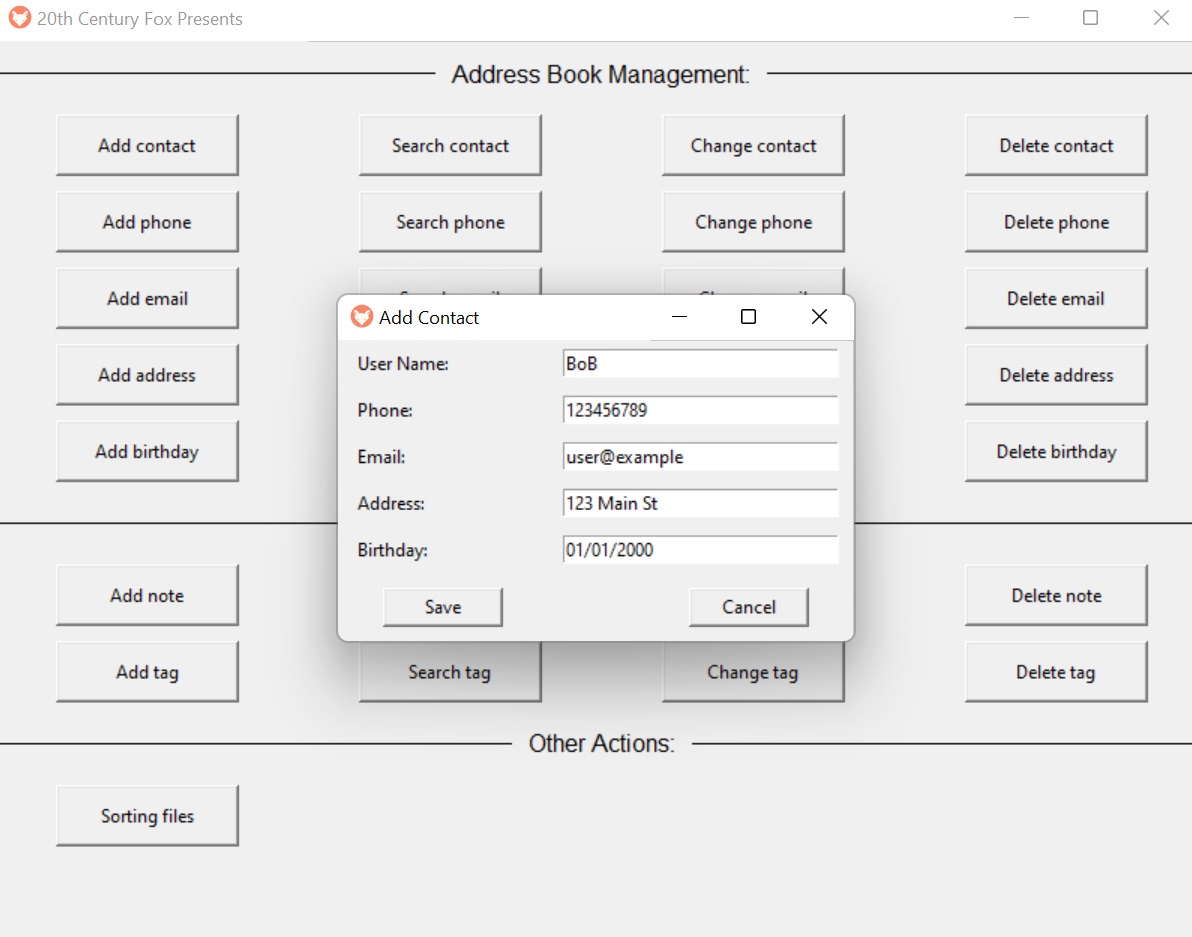 20th Century Fox Presents
Address Book Management:
Add contact Search contact Change contact Delete contact
Add phone Search phone Change phone Delete phone
Add email Delete email
Add Contact
User Name: BoB
Add address Delete address
Phone: 123456789
Add birthday Email: user@example Delete birthday
Address: 123 Main St
Birthday: 01/01/2000
Add note Save Cancel Delete note
Add tag Search tag Change tag Delete tag
Other Actions:
Sorting files